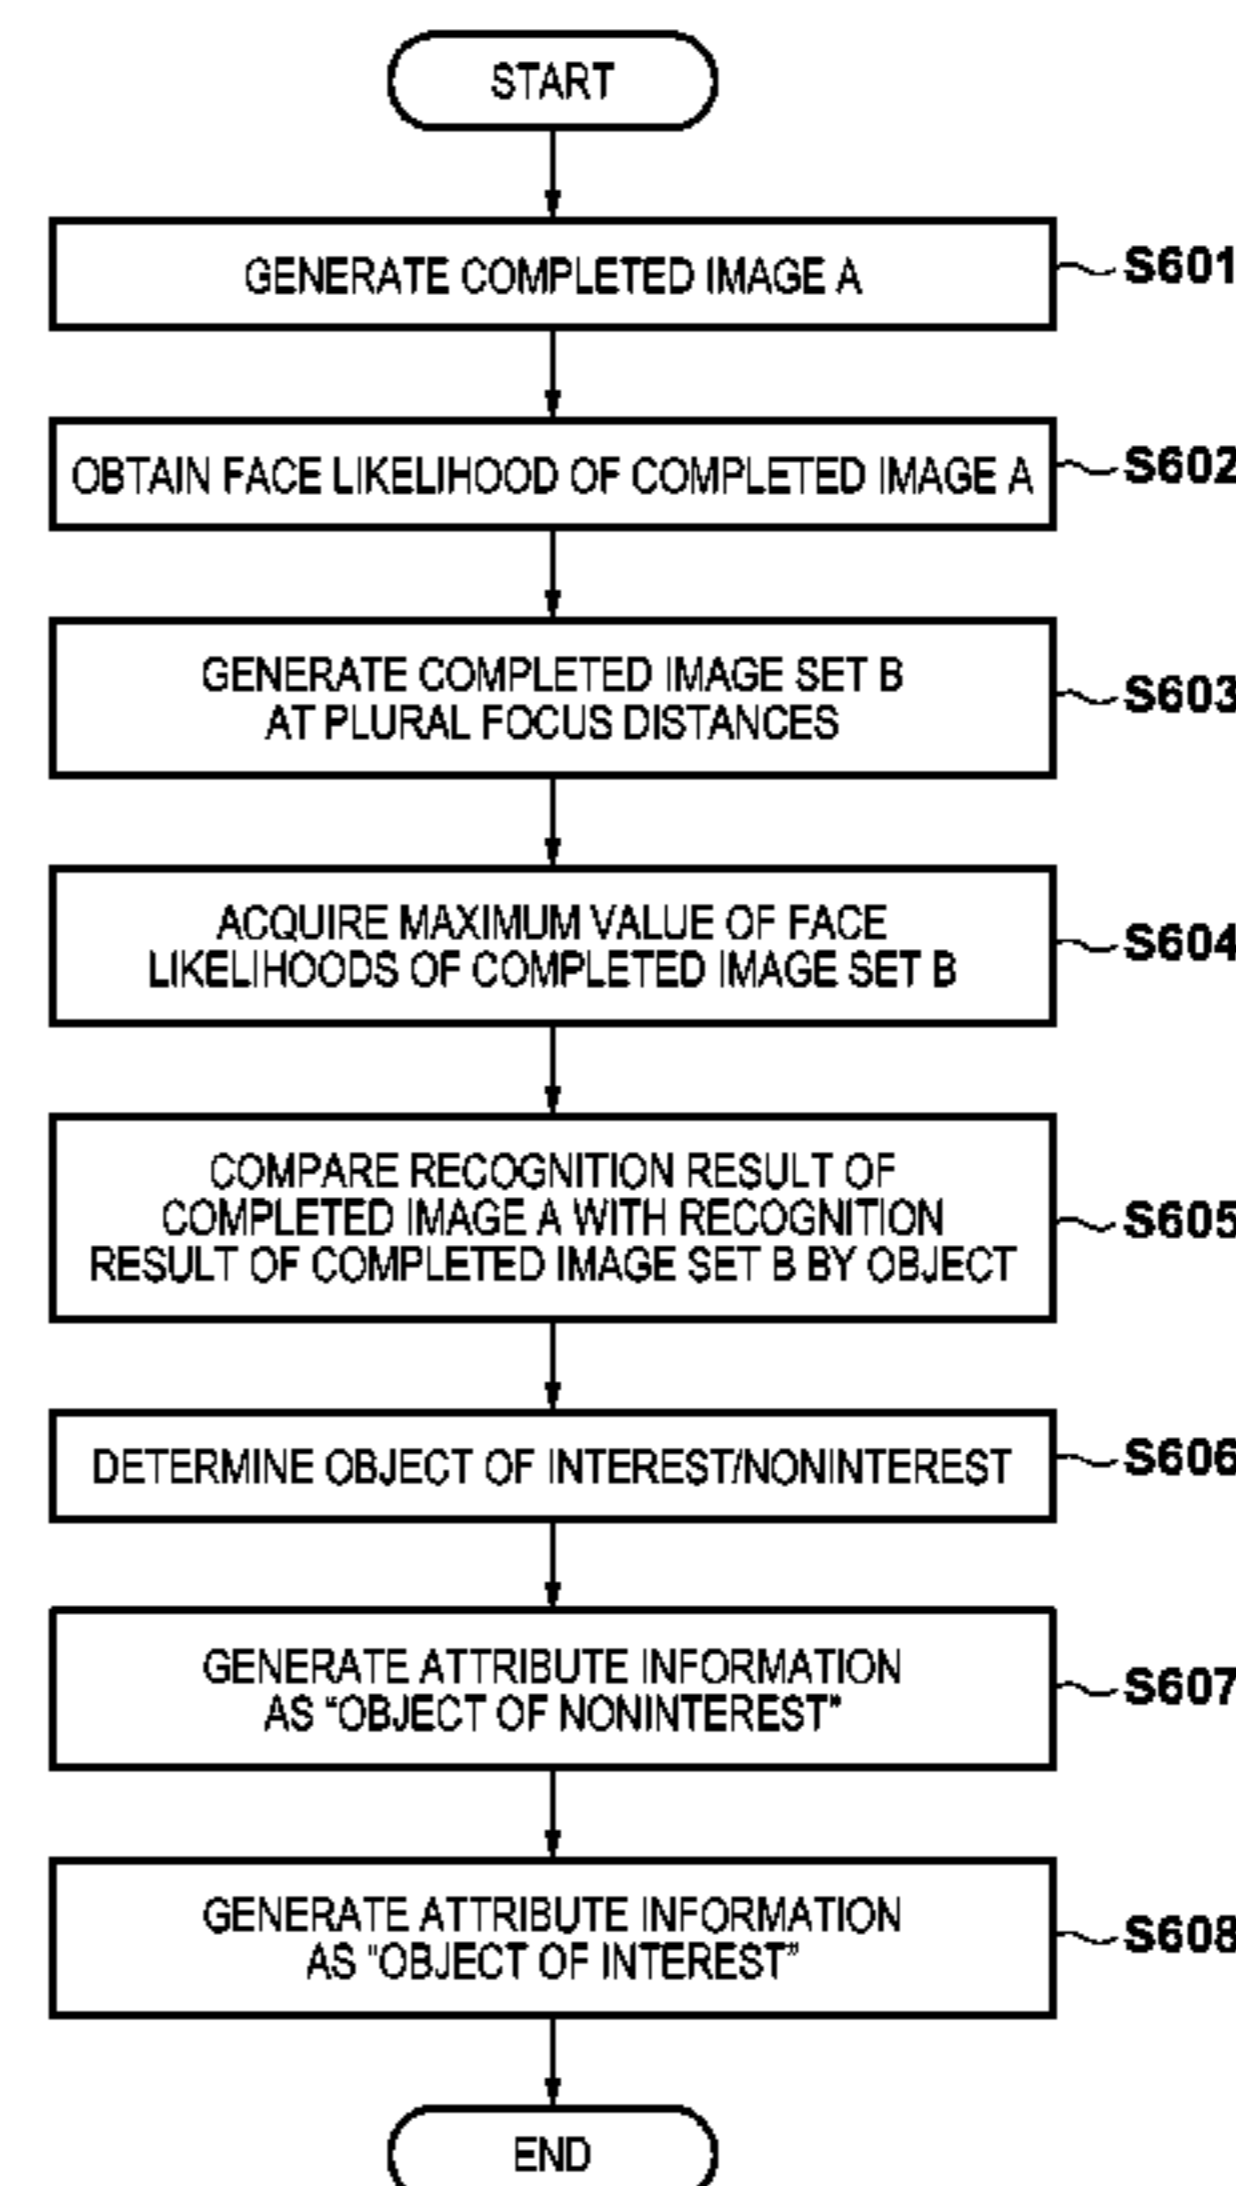 START
GENERATE COMPLETED IMAGE A
S601
OBTAIN FACE LIKELIHOOD OF COMPLETED IMAGE A
S602
GENERATE COMPLETED IMAGE SET B
AT PLURAL FOCUS DISTANCES
S603
ACQUIRE MAXIMUM VALUE OF FACE
LIKELIHOODS OF COMPLETED IMAGE SET B
S604
COMPARE RECOGNITION RESULT OF
COMPLETED IMAGE A WITH RECOGNITION
RESULT OF COMPLETED IMAGE SET B BY OBJECT
S605
DETERMINE OBJECT OF INTEREST/NONINTEREST
S606
GENERATE ATTRIBUTE INFORMATION
AS “OBJECT OF NONINTEREST”
S607
GENERATE ATTRIBUTE INFORMATION
AS “OBJECT OF INTEREST”
S608
END